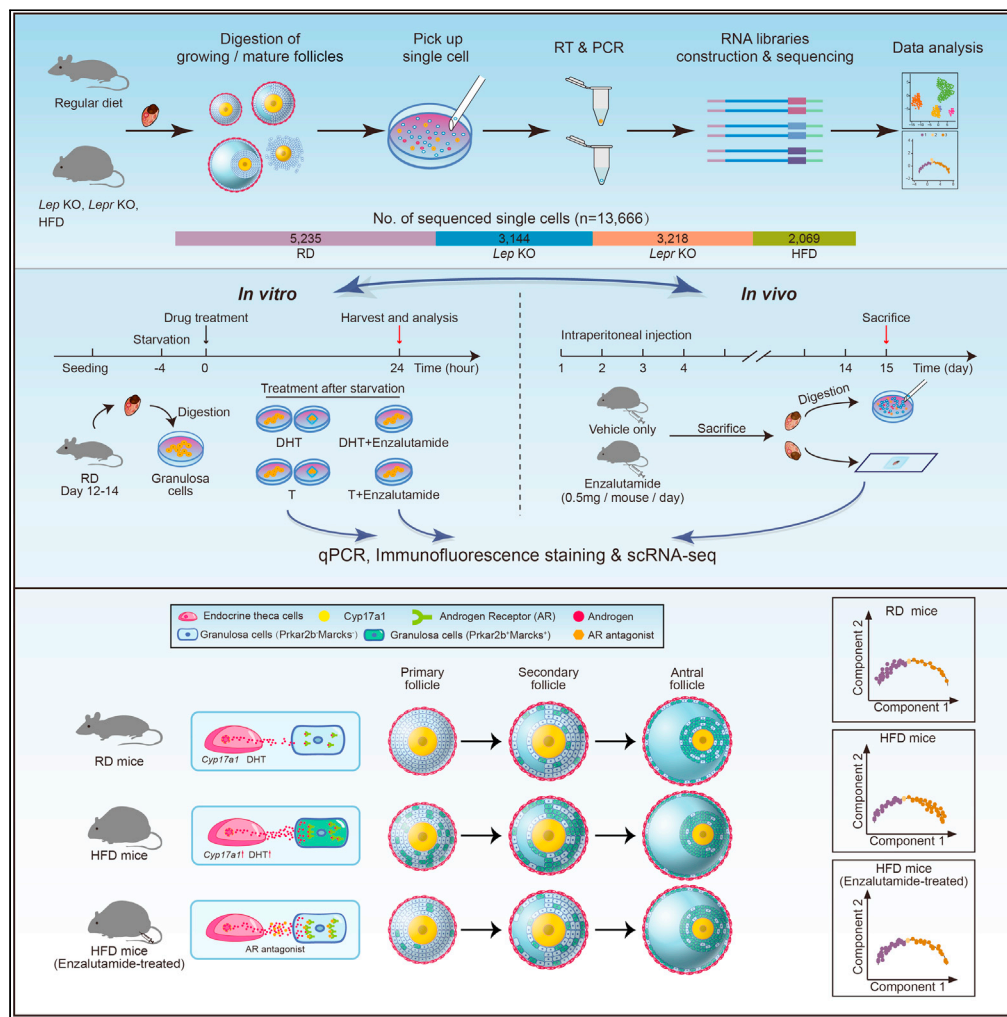 Digestion of
growing / mature follicles
Pick up
single cell
RT & PCR
RNA libraries
construction & sequencing
Data analysis
Regular diet
Lep KO, Lepr KO,
HFD
No. of sequenced single cells (n=13,666)
5,235
3,144
3,218
2,069
RD
Lep KO
Lepr KO
HFD
In vitro
In vivo
Drug treatment
Harvest and analysis
Starvation
Seeding
-4
0
24
Time (hour)
Treatment after starvation
Digestion
DHT
DHT+Enzalutamide
RD
Day 12-14
Granulosa
cells
T
T+Enzalutamide
Sacrifice
Intraperitoneal injection
1
2
3
4
14
15
Time (day)
Vehicle only
Sacrifice
Digestion
Enzalutamide
(0.5mg / mouse / day)
qPCR, Immunofluorescence staining & scRNA-seq
Endocrine theca cells
Cyp17a1
Androgen Receptor (AR)
Androgen
Granulosa cells (Prkar2b-Marcks-)
Granulosa cells (Prkar2b+Marcks+)
AR antagonist
Primary
follicle
Secondary
follicle
Antral
follicle
RD mice
Cyp17a1 DHT
HFD mice
Cyp17a1↑ DHT↑
HFD mice
(Enzalutamide-treated)
AR antagonist
RD mice
Component 2
Component 1
HFD mice
Component 2
Component 1
HFD mice
(Enzalutamide-treated)
Component 2
Component 1